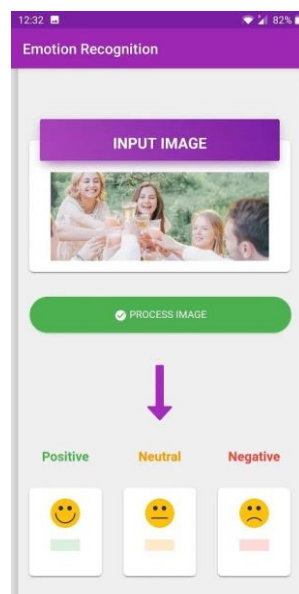 12:32 82%
Emotion Recognition
INPUT IMAGE
PROCESS IMAGE
Positive Neutral Negative